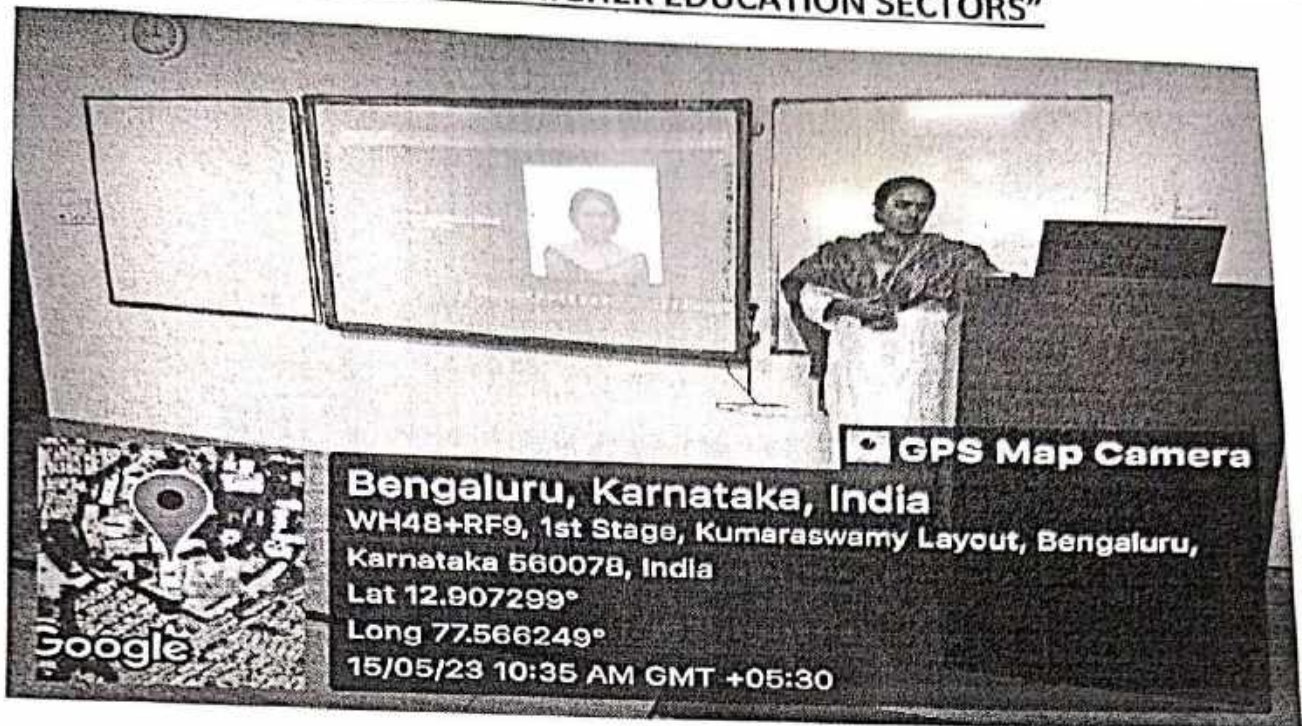 HIGHER EDUCATION SECTORS”
GPS Map Camera
Bengaluru, Karnataka, India
WH48+RF9, 1st Stage, Kumaraswamy Layout, Bengaluru,
Karnataka 560078, India
Lat 12.907299°
Long 77.566249°
15/05/23 10:35 AM GMT +05:30
Google